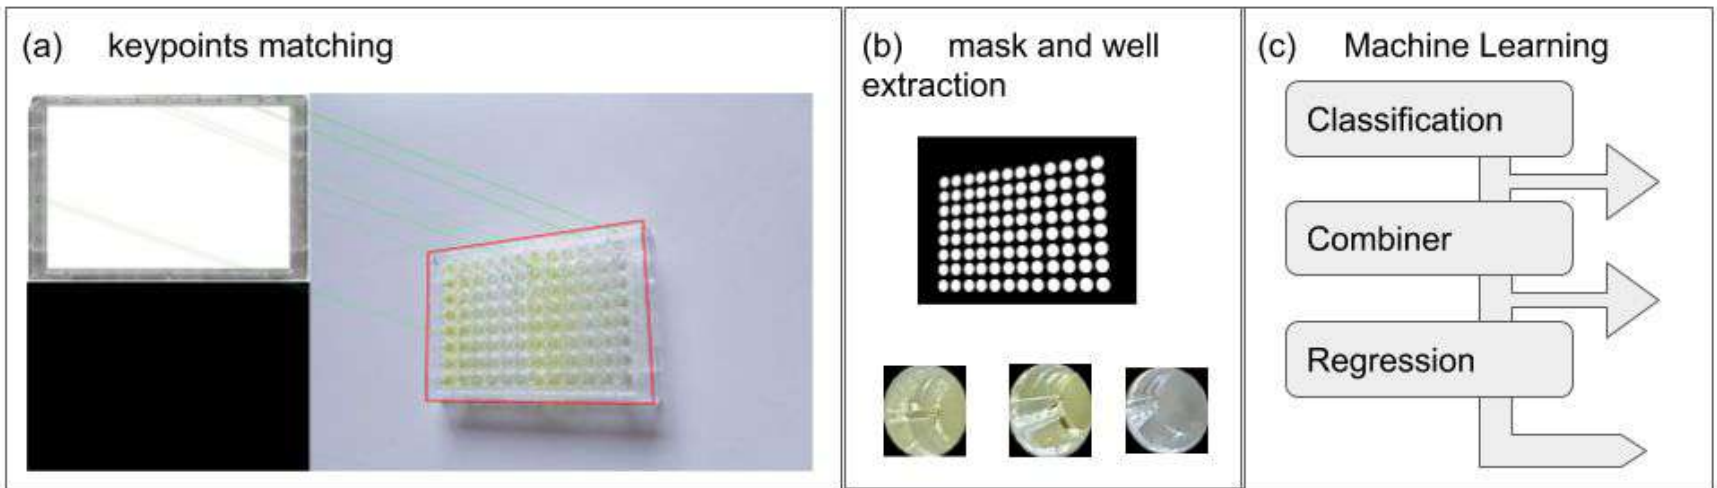 (a) keypoints matching
(b) mask and well
extraction
(c) Machine Learning
Classification
Combiner
Regression